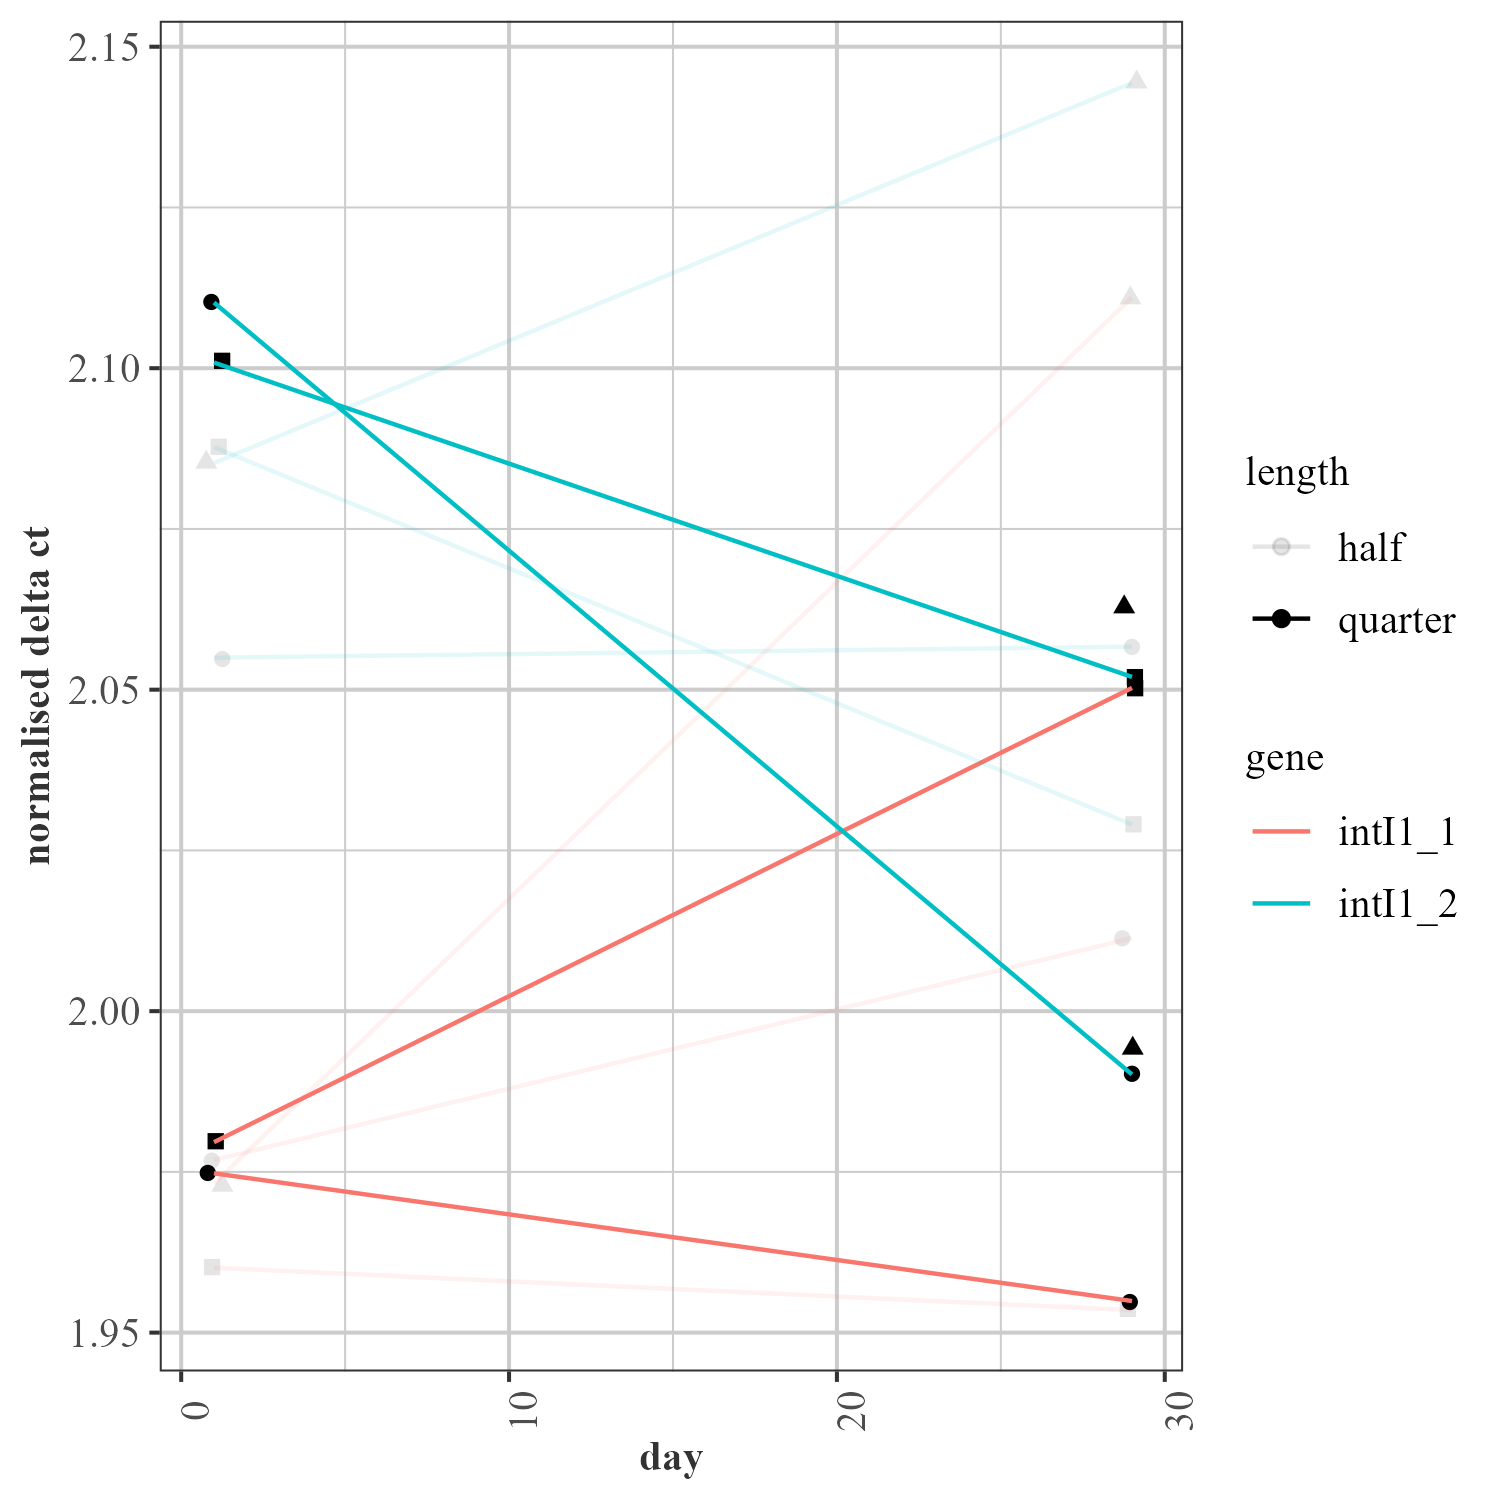 normalised delta ct
2.15
2.10
2.05
2.00
1.95
0
10
20
30
day
length
half
quarter
gene
intI1_1
intI1_2